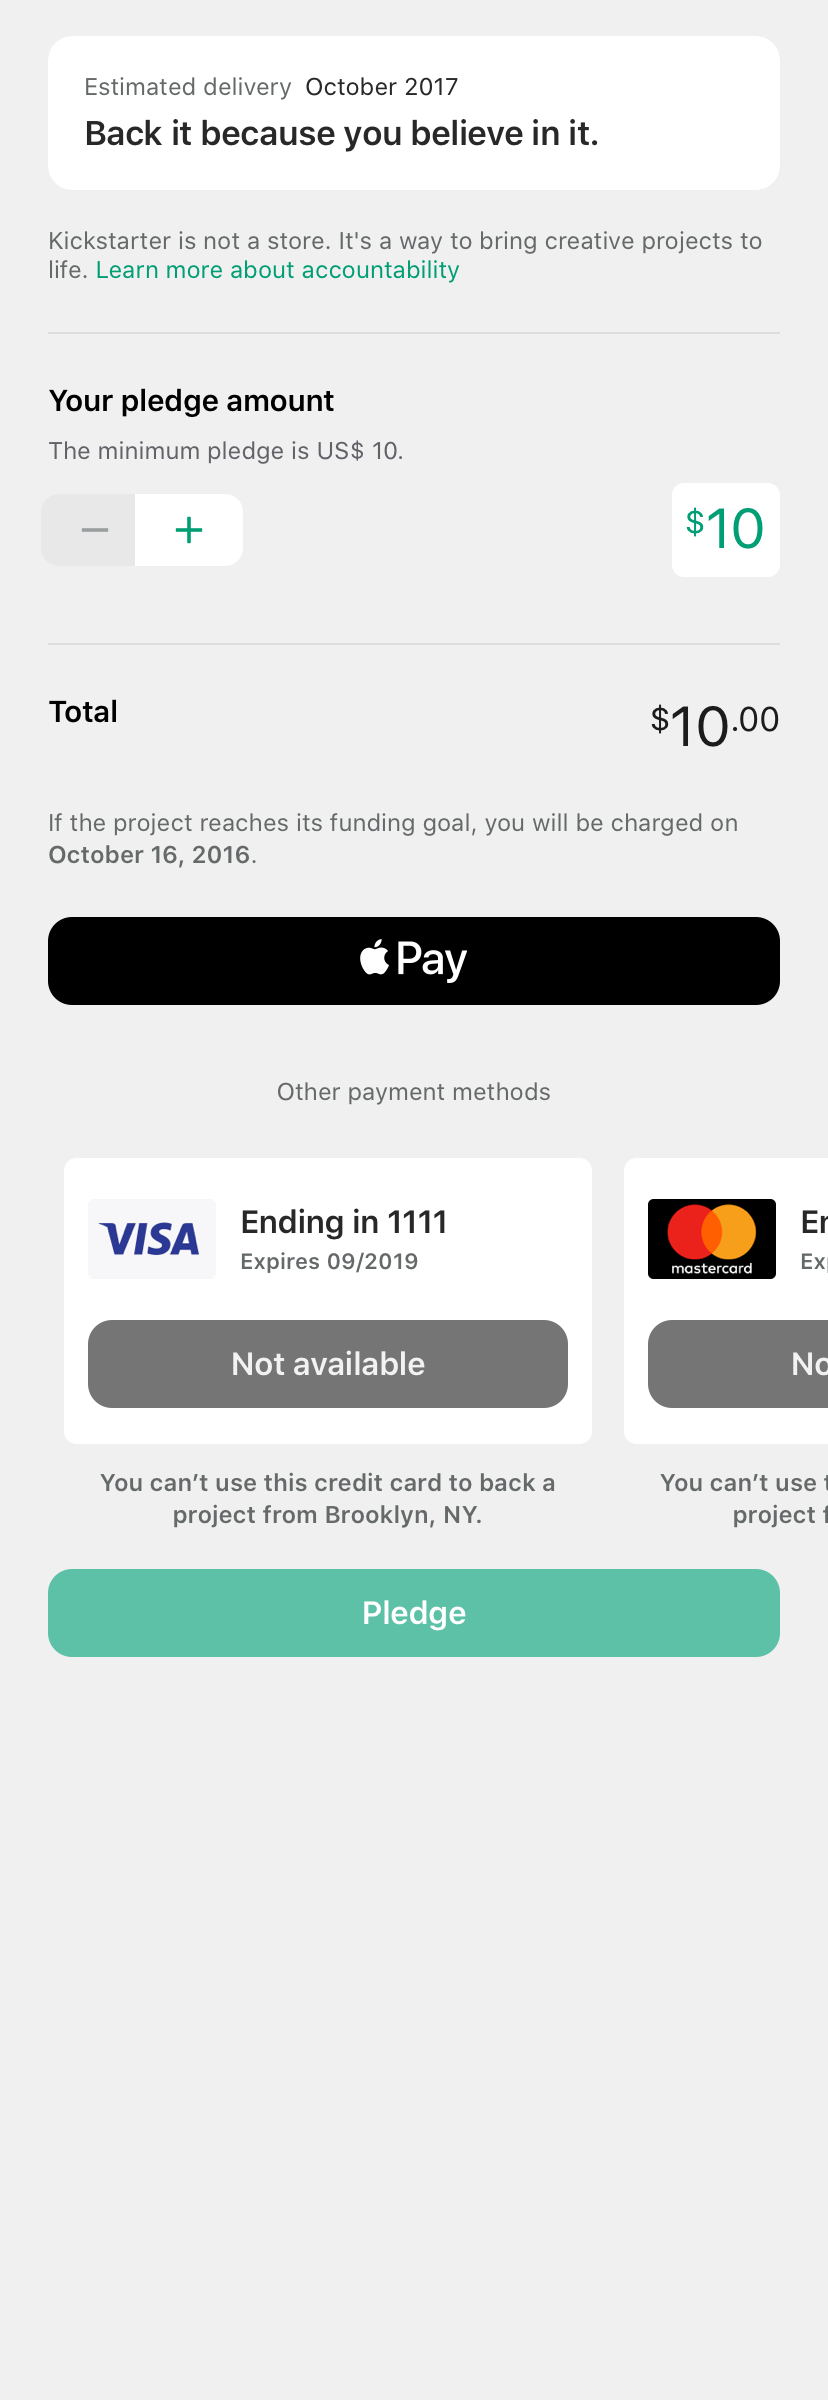 Estimated delivery October 2017
Back it because you believe in it.
Kickstarter is not a store. It's a way to bring creative projects to
life. Learn more about accountability
Your pledge amount
The minimum pledge is US$ 10.
− +
$10
Total
$10.00
If the project reaches its funding goal, you will be charged on
October 16, 2016.
Pay
Other payment methods
VISA
Ending in 1111
Expires 09/2019
Not available
You can’t use this credit card to back a
project from Brooklyn, NY.
mastercard
You can’t use
project
Pledge